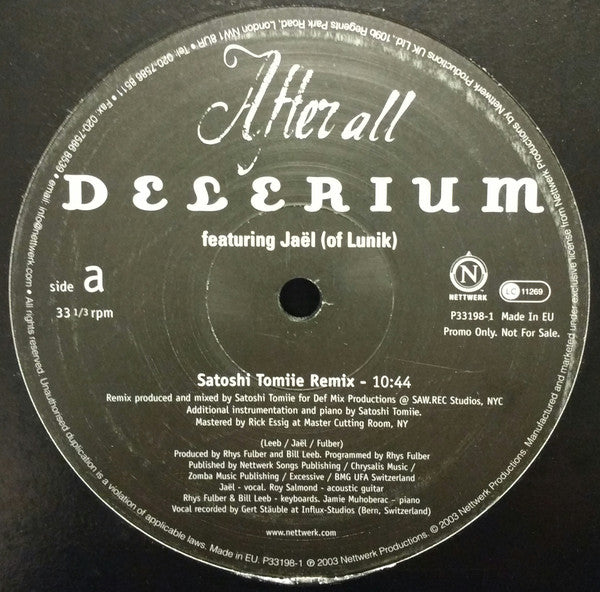 After all
DELERIUM
featuring Jaël (of Lunik)
side a
33 1/3 rpm
N
NETTWERK
LC 11269
P33198-1 Made In EU
Promo Only. Not For Sale.
Satoshi Tomiie Remix - 10:44
Remix produced and mixed by Satoshi Tomiie for Def Mix Productions @ SAW.REC Studios, NYC
Additional instrumentation and piano by Satoshi Tomiie.
Mastered by Rick Essig at Master Cutting Room, NY
(Leeb / Jaël / Fulber)
Produced by Rhys Fulber and Bill Leeb. Programmed by Rhys Fulber
Published by Nettwerk Songs Publishing / Chrysalis Music /
Zomba Music Publishing / Excessive / BMG UFA Switzerland
Jaël - vocal. Roy Salmond - acoustic guitar
Rhys Fulber & Bill Leeb - keyboards. Jamie Muhoberac - piano
Vocal recorded by Gert Stäuble at Influx-Studios (Bern, Switzerland)
www.nettwerk.com
℗ 2003 Nettwerk Productions. © 2003 Nettwerk Productions. Manufactured and marketed under exclusive license from Nettwerk Productions by Nettwerk Productions UK Ltd. 109b Regents Park Road, London NW1 8UR • Tel: 020-7586 8511 • Fax: 020-7586 8539 • email: info@nettwerk.com • All rights reserved. Unauthorised duplication is a violation of applicable laws. Made in EU. P33198-1